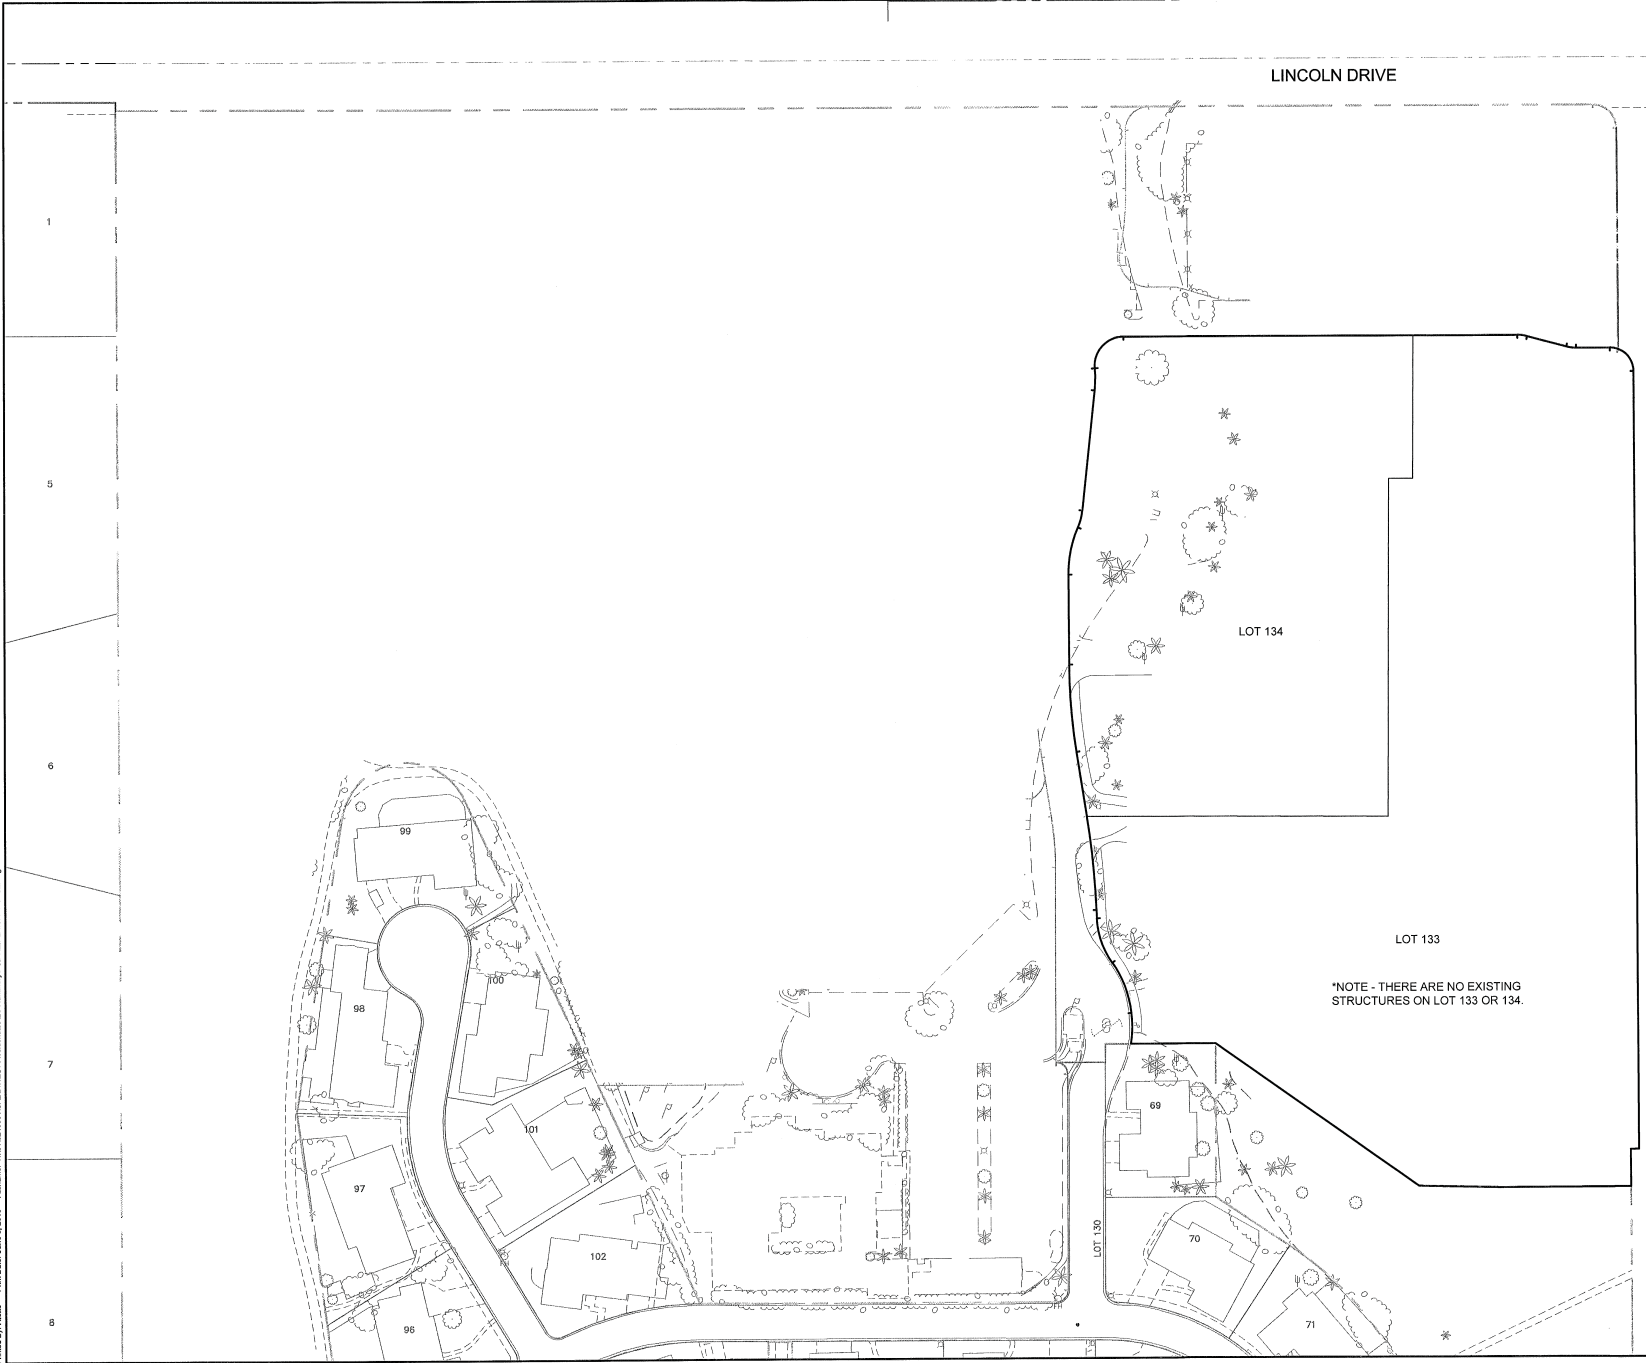 LINCOLN DRIVE
1
5
LOT 134
6
99
LOT 133
*NOTE - THERE ARE NO EXISTING
STRUCTURES ON LOT 133 OR 134.
100
98
7
69
101
97
LOT 130
70
102
8
96
71